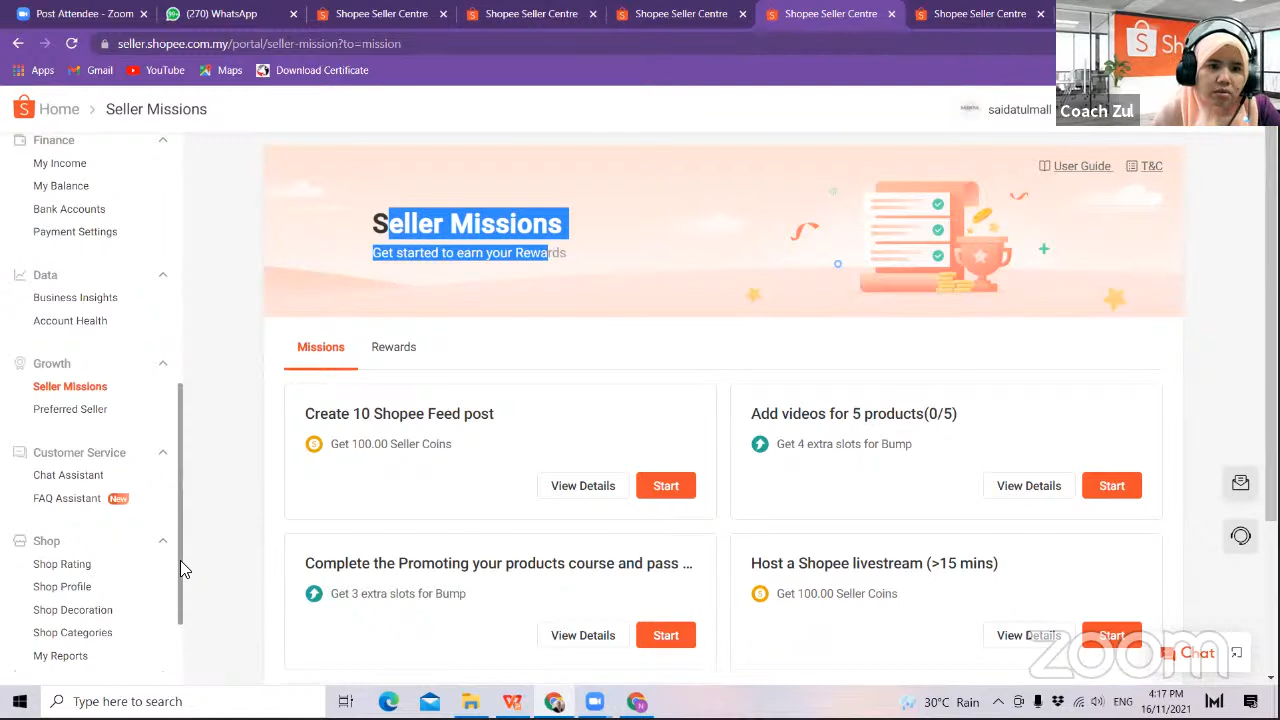 Post Attendee - Zoom
(270) WhatsApp
Shopee Seller Centre
Shopee Seller Centre
Shopee Seller Centre
Shopee Seller Centre
Shopee Seller Centre
seller.shopee.com.my/portal/seller-mission?to=mission
Apps
Gmail
YouTube
Maps
Download Certificate
Coach Zul
Home > Seller Missions
saidatulmall
Finance
My Income
My Balance
Bank Accounts
Payment Settings
Data
Business Insights
Account Health
Growth
Seller Missions
Preferred Seller
Customer Service
Chat Assistant
FAQ Assistant New
Shop
Shop Rating
Shop Profile
Shop Decoration
Shop Categories
My Reports
User Guide
T&C
Seller Missions
Get started to earn your Rewards
Missions
Rewards
Create 10 Shopee Feed post
Get 100.00 Seller Coins
View Details
Start
Add videos for 5 products(0/5)
Get 4 extra slots for Bump
View Details
Start
Complete the Promoting your products course and pass ...
Get 3 extra slots for Bump
View Details
Start
Host a Shopee livestream (>15 mins)
Get 100.00 Seller Coins
View Details
Start
Chat
zoom
Type here to search
30°C Rain
ENG
4:17 PM
16/11/2021